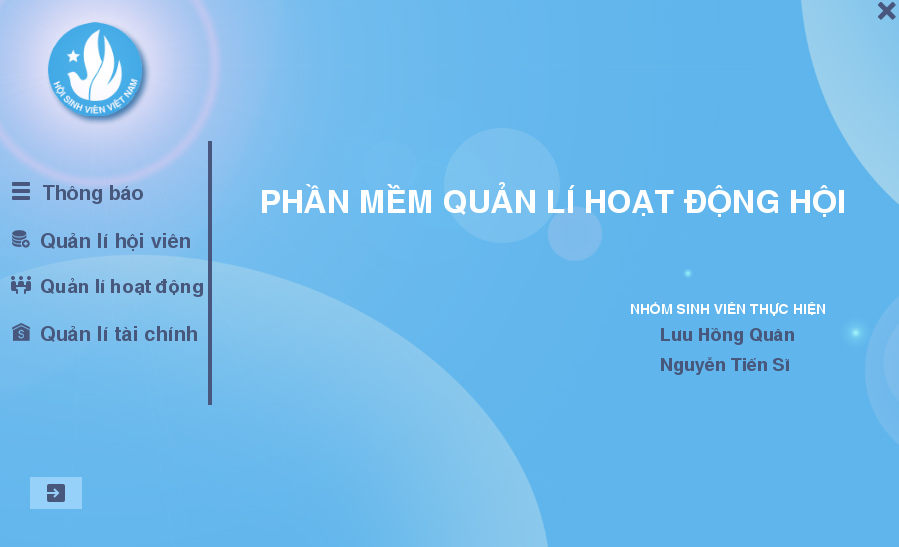 HỘI SINH VIÊN VIỆT NAM
Thông báo
Quản lí hội viên
Quản lí hoạt động
Quản lí tài chính
PHẦN MỀM QUẢN LÍ HOẠT ĐỘNG HỘI
NHÓM SINH VIÊN THỰC HIỆN
Lưu Hồng Quân
Nguyễn Tiến Sĩ